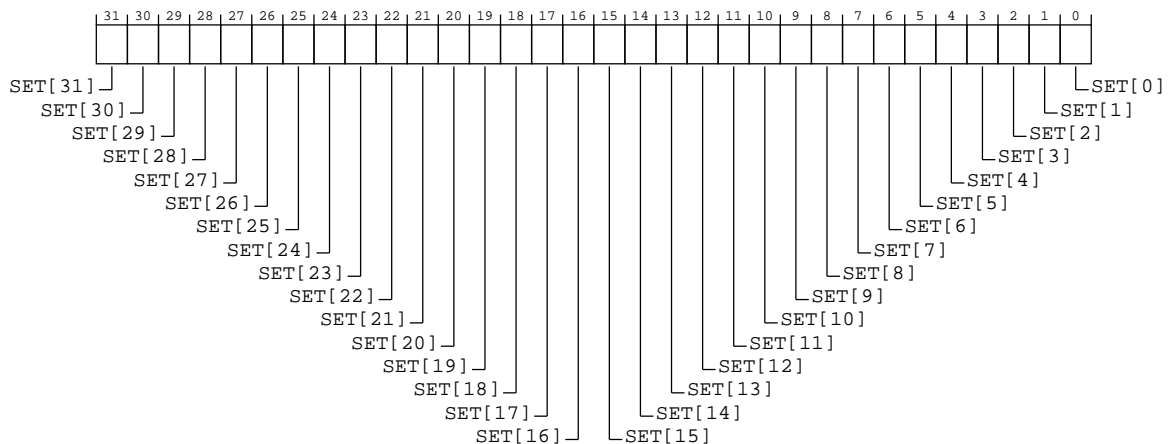 31 30 29 28 27 26 25 24 23 22 21 20 19 18 17 16 15 14 13 12 11 10 9 8 7 6 5 4 3 2 1 0
SET[31] SET[0]
SET[30] SET[1]
SET[29] SET[2]
SET[28] SET[3]
SET[27] SET[4]
SET[26] SET[5]
SET[25] SET[6]
SET[24] SET[7]
SET[23] SET[8]
SET[22] SET[9]
SET[21] SET[10]
SET[20] SET[11]
SET[19] SET[12]
SET[18] SET[13]
SET[17] SET[14]
SET[16] SET[15]